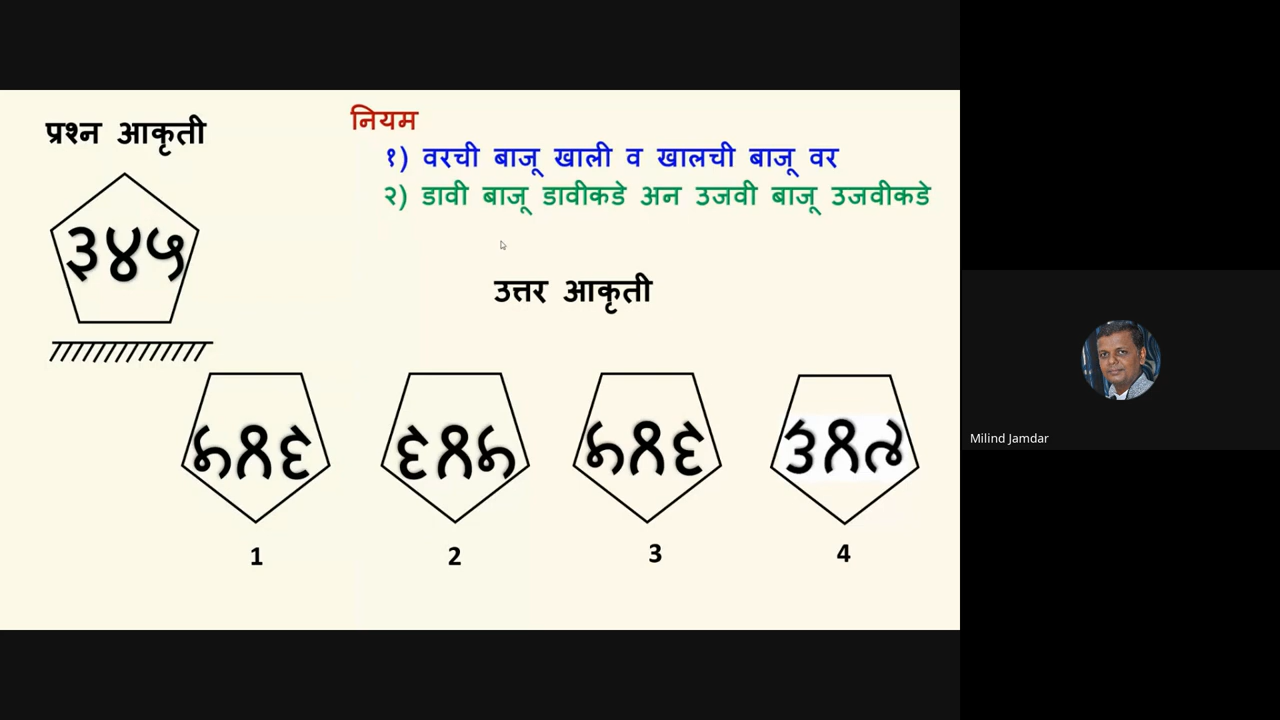 प्रश्न आकृती
नियम
१) वरची बाजू खाली व खालची बाजू वर
२) डावी बाजू डावीकडे अन उजवी बाजू उजवीकडे
३४५
उत्तर आकृती
1
2
3
4
Milind Jamdar